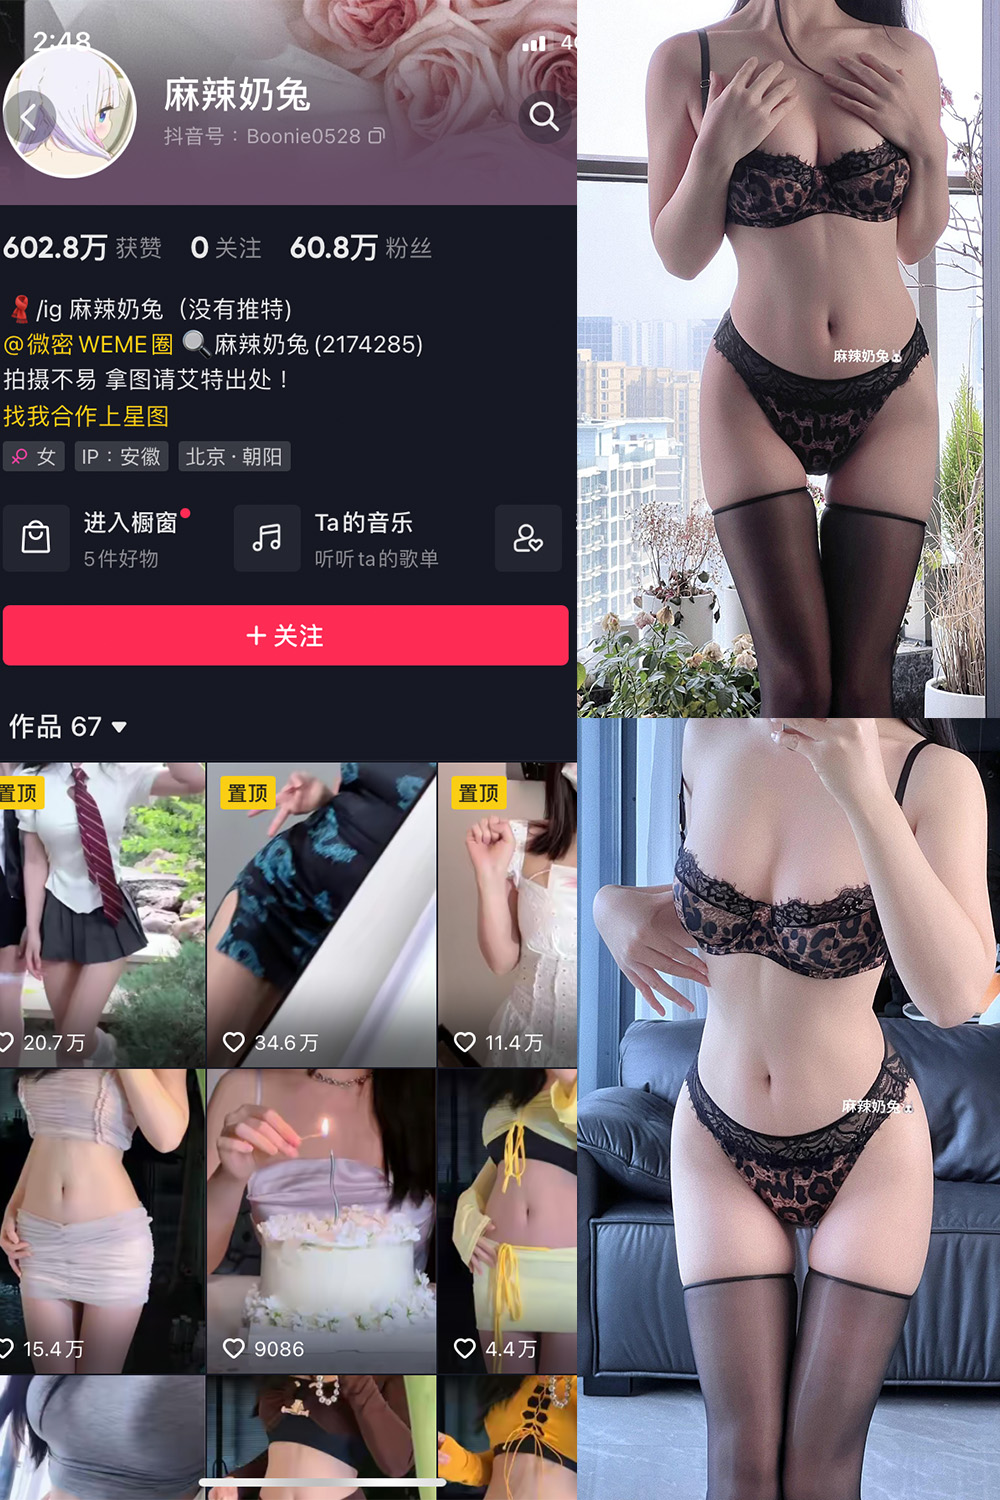 2:48
4G
麻辣奶兔
抖音号：Boonie0528
602.8万 获赞 0 关注 60.8万 粉丝
/ig 麻辣奶兔（没有推特)
@微密 WEME圈 麻辣奶兔(2174285)
拍摄不易 拿图请艾特出处！
找我合作上星图
女 IP：安徽 北京·朝阳
进入橱窗 Ta的音乐
5件好物 听听ta的歌单
+ 关注
作品 67
置顶 置顶 置顶
20.7万 34.6万 11.4万
15.4万 9086 4.4万
麻辣奶兔
麻辣奶兔